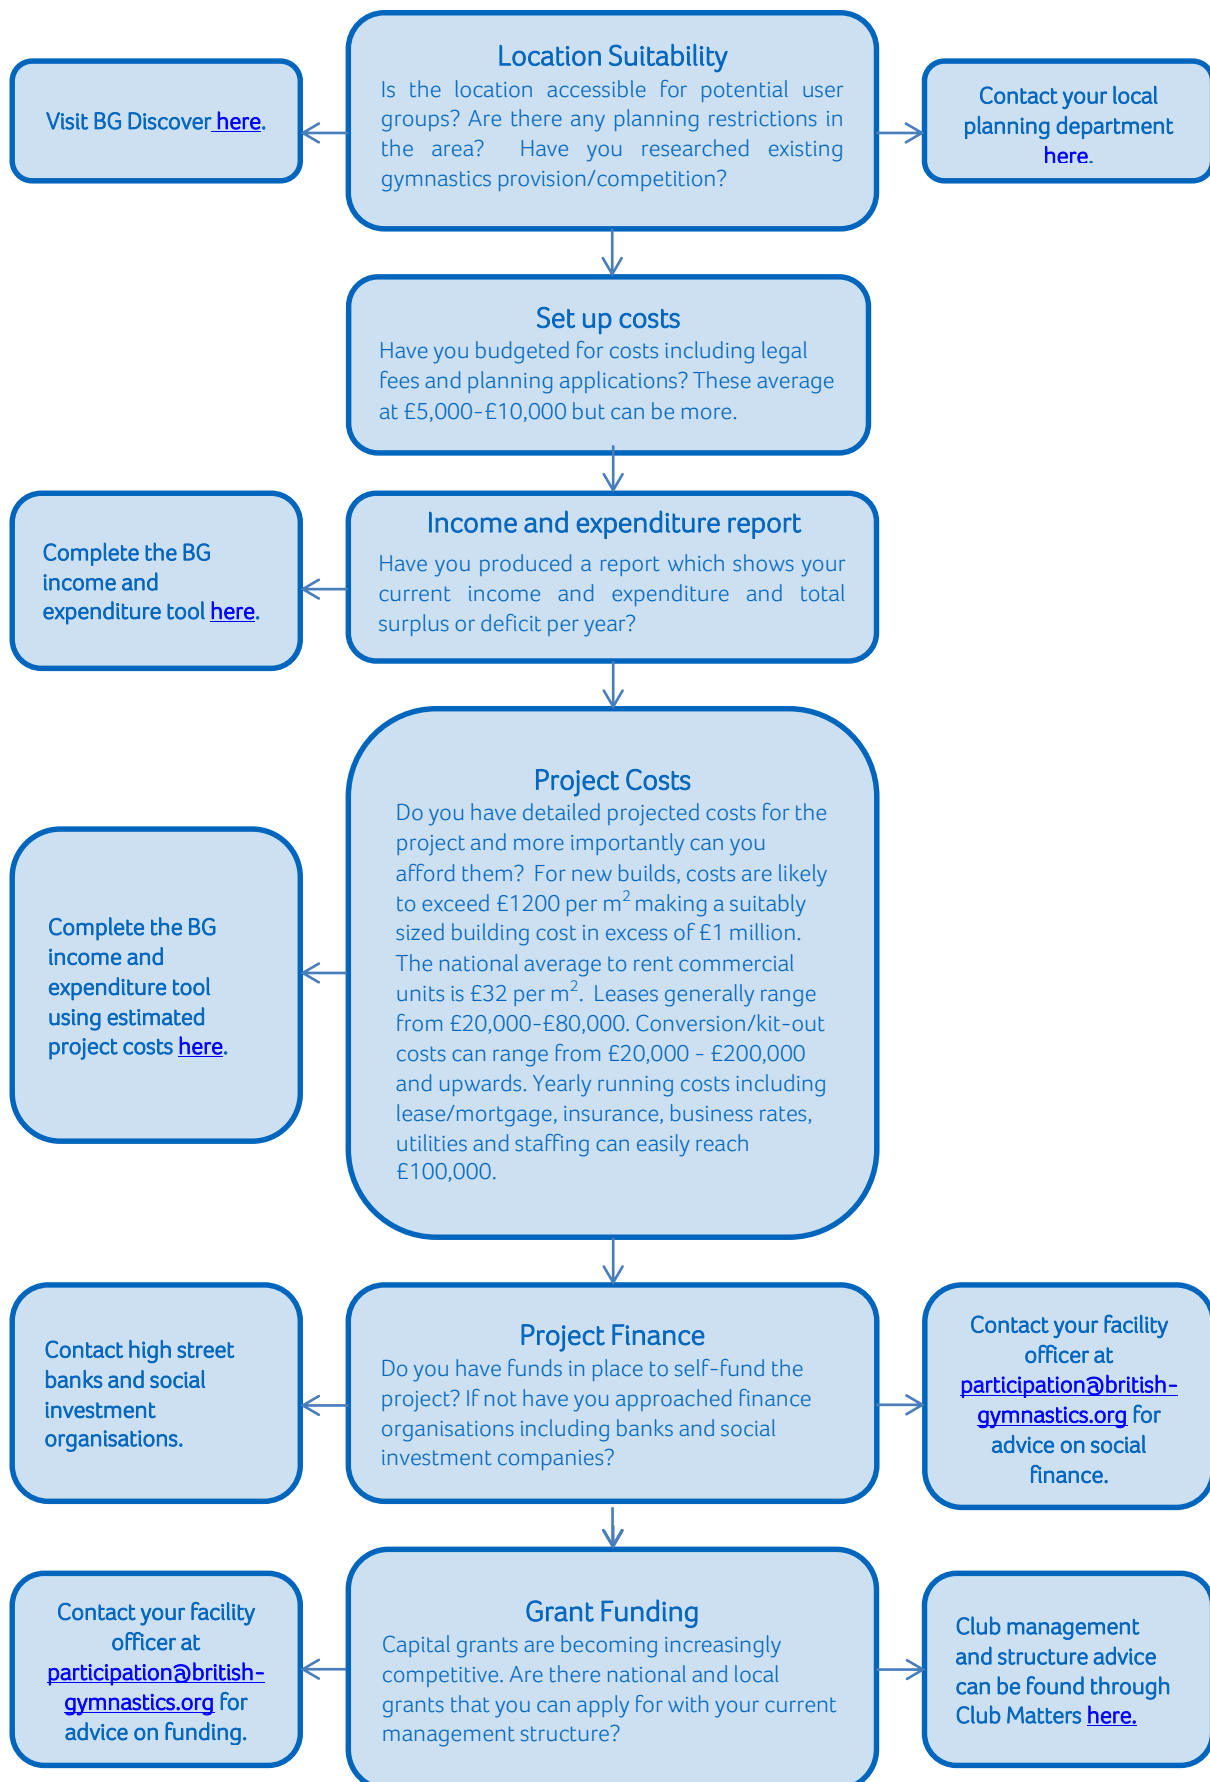 Location Suitability
Is the location accessible for potential user
groups? Are there any planning restrictions in
the area? Have you researched existing
gymnastics provision/competition?
Visit BG Discover here.
Contact your local
planning department
here.
Set up costs
Have you budgeted for costs including legal
fees and planning applications? These average
at £5,000-£10,000 but can be more.
Income and expenditure report
Have you produced a report which shows your
current income and expenditure and total
surplus or deficit per year?
Complete the BG
income and
expenditure tool here.
Project Costs
Do you have detailed projected costs for the
project and more importantly can you
afford them? For new builds, costs are likely
to exceed £1200 per m² making a suitably
sized building cost in excess of £1 million.
The national average to rent commercial
units is £32 per m². Leases generally range
from £20,000-£80,000. Conversion/kit-out
costs can range from £20,000 - £200,000
and upwards. Yearly running costs including
lease/mortgage, insurance, business rates,
utilities and staffing can easily reach
£100,000.
Complete the BG
income and
expenditure tool
using estimated
project costs here.
Project Finance
Do you have funds in place to self-fund the
project? If not have you approached finance
organisations including banks and social
investment companies?
Contact high street
banks and social
investment
organisations.
Contact your facility
officer at
participation@british-
gymnastics.org for
advice on social
finance.
Grant Funding
Capital grants are becoming increasingly
competitive. Are there national and local
grants that you can apply for with your current
management structure?
Contact your facility
officer at
participation@british-
gymnastics.org for
advice on funding.
Club management
and structure advice
can be found through
Club Matters here.